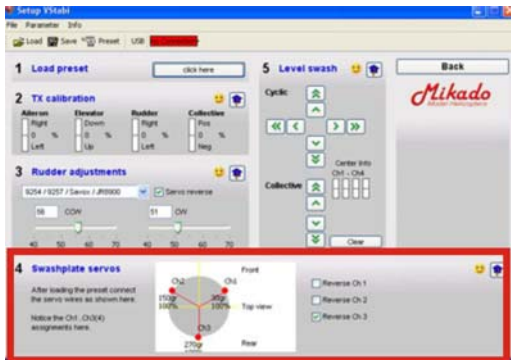 Setup VStabi
File Parameter Info
Load Save Preset USB
1 Load preset
click here
2 TX calibration
Aileron Elevator Rudder Collective
Right Down Right Pos
0 % 0 % 0 % 0 %
Left Up Left Neg
3 Rudder adjustments
9254 / 9257 / Savox / JR8900
Servo reverse
56 CCW 51 CW
40 50 60 70 40 50 60 70
5 Level swash
Cyclic
Center Info
Ch1 - Ch4
Collective
Clear
Back
Mikado
Model Helicopters
4 Swashplate servos
After loading the preset connect
the servo wires as shown here.
Notice the Ch1..Ch3(4)
assignments here.
Front
Ch2 Ch1
150gr 30gr
100% 100% Top view
Ch3
270gr Rear
Reverse Ch 1
Reverse Ch 2
Reverse Ch 3